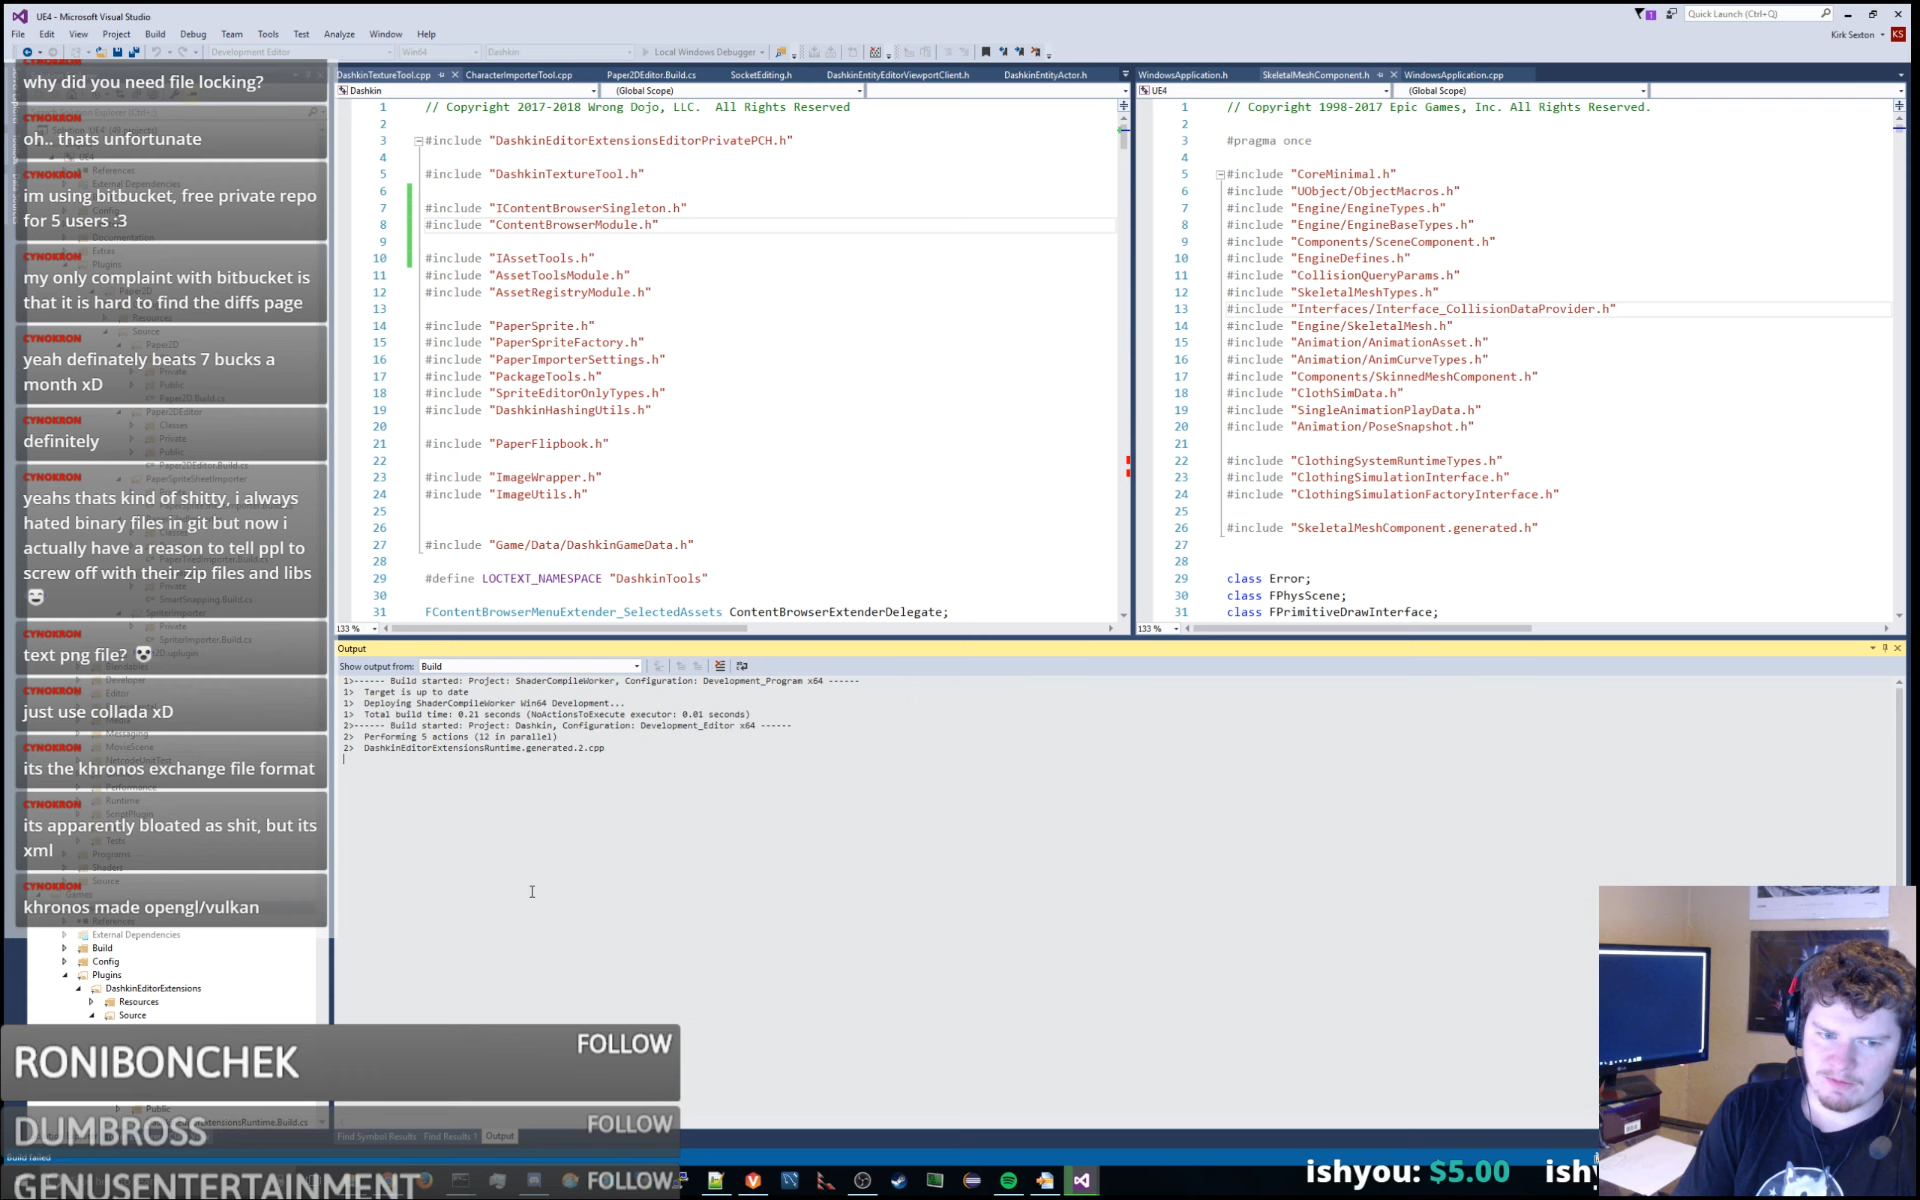 UE4 - Microsoft Visual Studio
Quick Launch (Ctrl+Q)
File Edit View Project Build Debug Team Tools Test Analyze Window Help
Kirk Sexton
KS
Development Editor
Win64
Dashkin
Local Windows Debugger
why did you need file locking?
CYNOKRON
oh.. thats unfortunate
CYNOKRON
im using bitbucket, free private repo
for 5 users :3
CYNOKRON
my only complaint with bitbucket is
that it is hard to find the diffs page
CYNOKRON
yeah definately beats 7 bucks a
month xD
CYNOKRON
definitely
CYNOKRON
yeahs thats kind of shitty, i always
hated binary files in git but now i
actually have a reason to tell ppl to
screw off with their zip files and libs
CYNOKRON
text png file?
CYNOKRON
just use collada xD
CYNOKRON
its the khronos exchange file format
CYNOKRON
its apparently bloated as shit, but its
xml
CYNOKRON
khronos made opengl/vulkan
External Dependencies
Build
Config
Plugins
DashkinEditorExtensions
Resources
Source
DashkinTextureTool.cpp
CharacterImporterTool.cpp
Paper2DEditor.Build.cs
SocketEditing.h
DashkinEntityEditorViewportClient.h
DashkinEntityActor.h
Dashkin
(Global Scope)
1 // Copyright 2017-2018 Wrong Dojo, LLC.  All Rights Reserved
2
3 #include "DashkinEditorExtensionsEditorPrivatePCH.h"
4
5 #include "DashkinTextureTool.h"
6
7 #include "IContentBrowserSingleton.h"
8 #include "ContentBrowserModule.h"
9
10 #include "IAssetTools.h"
11 #include "AssetToolsModule.h"
12 #include "AssetRegistryModule.h"
13
14 #include "PaperSprite.h"
15 #include "PaperSpriteFactory.h"
16 #include "PaperImporterSettings.h"
17 #include "PackageTools.h"
18 #include "SpriteEditorOnlyTypes.h"
19 #include "DashkinHashingUtils.h"
20
21 #include "PaperFlipbook.h"
22
23 #include "ImageWrapper.h"
24 #include "ImageUtils.h"
25
26
27 #include "Game/Data/DashkinGameData.h"
28
29 #define LOCTEXT_NAMESPACE "DashkinTools"
30
31 FContentBrowserMenuExtender_SelectedAssets ContentBrowserExtenderDelegate;
133 %
WindowsApplication.h
SkeletalMeshComponent.h
WindowsApplication.cpp
UE4
(Global Scope)
1 // Copyright 1998-2017 Epic Games, Inc. All Rights Reserved.
2
3 #pragma once
4
5 #include "CoreMinimal.h"
6 #include "UObject/ObjectMacros.h"
7 #include "Engine/EngineTypes.h"
8 #include "Engine/EngineBaseTypes.h"
9 #include "Components/SceneComponent.h"
10 #include "EngineDefines.h"
11 #include "CollisionQueryParams.h"
12 #include "SkeletalMeshTypes.h"
13 #include "Interfaces/Interface_CollisionDataProvider.h"
14 #include "Engine/SkeletalMesh.h"
15 #include "Animation/AnimationAsset.h"
16 #include "Animation/AnimCurveTypes.h"
17 #include "Components/SkinnedMeshComponent.h"
18 #include "ClothSimData.h"
19 #include "SingleAnimationPlayData.h"
20 #include "Animation/PoseSnapshot.h"
21
22 #include "ClothingSystemRuntimeTypes.h"
23 #include "ClothingSimulationInterface.h"
24 #include "ClothingSimulationFactoryInterface.h"
25
26 #include "SkeletalMeshComponent.generated.h"
27
28
29 class Error;
30 class FPhysScene;
31 class FPrimitiveDrawInterface;
133 %
Output
Show output from: Build
1>------ Build started: Project: ShaderCompileWorker, Configuration: Development_Program x64 ------
1>  Target is up to date
1>  Deploying ShaderCompileWorker Win64 Development...
1>  Total build time: 0.21 seconds (NoActionsToExecute executor: 0.01 seconds)
2>------ Build started: Project: Dashkin, Configuration: Development_Editor x64 ------
2>  Performing 5 actions (12 in parallel)
2>  DashkinEditorExtensionsRuntime.generated.2.cpp
Find Symbol Results Find Results 1 Output
RONIBONCHEK FOLLOW
DUMBROSS FOLLOW
GENUSENTERTAINMENT FOLLOW
Build failed
ishyou: $5.00 ish